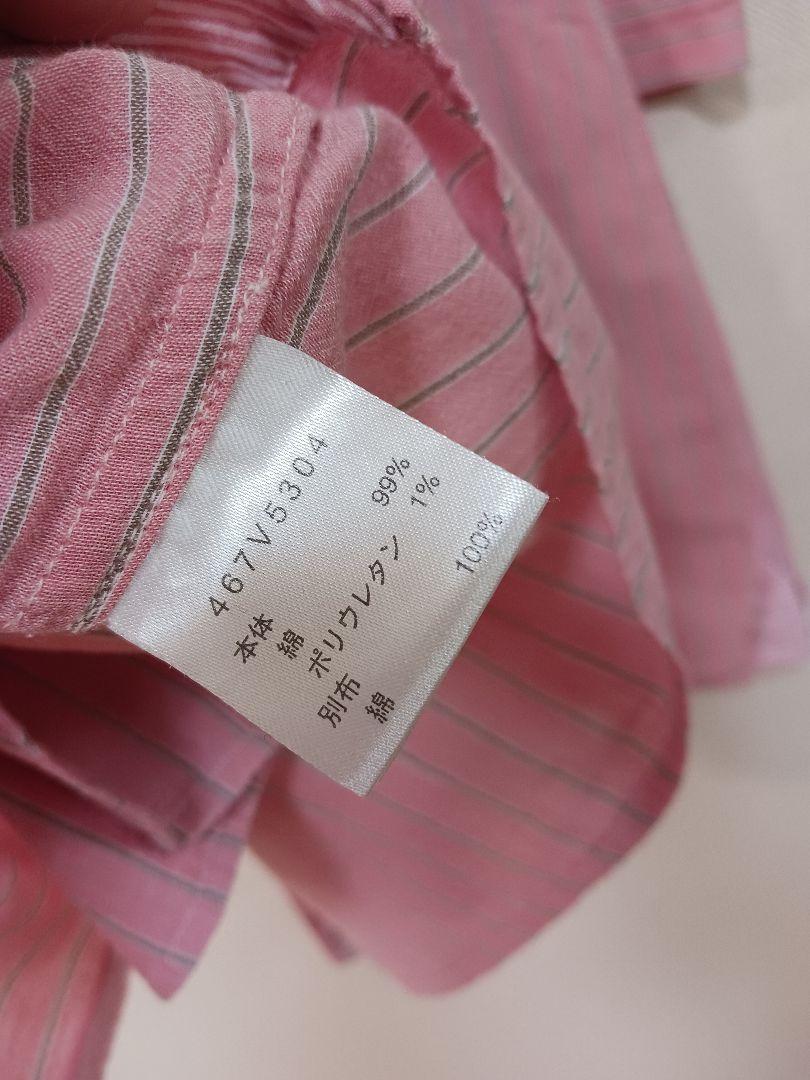 467V5304
本体
綿 99%
ポリウレタン 1%
別布
綿 100%